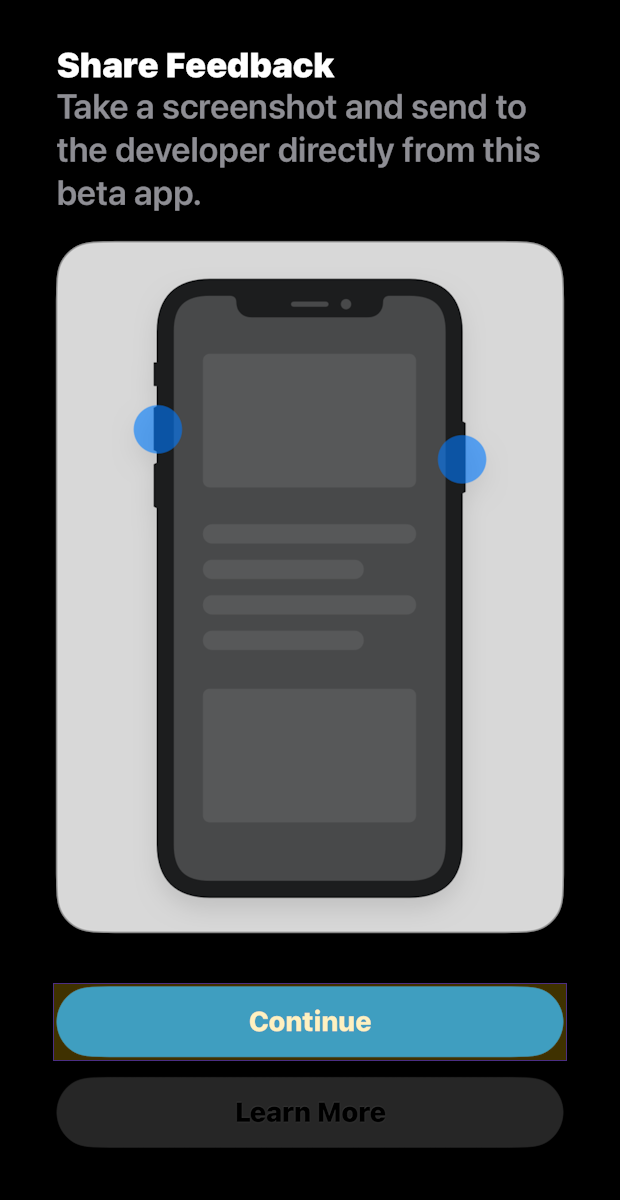 Share Feedback
Take a screenshot and send to
the developer directly from this
beta app.
Continue
Learn More